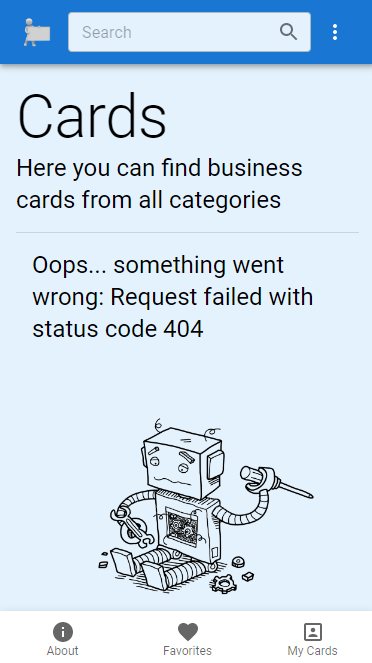 Search
Cards
Here you can find business
cards from all categories
Oops... something went
wrong: Request failed with
status code 404
About
Favorites
My Cards